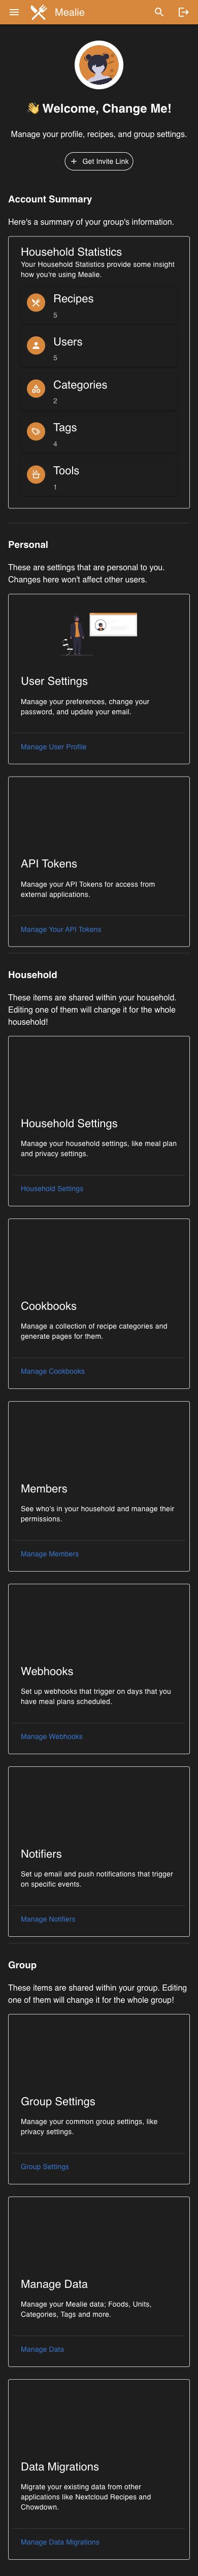 Mealie
👋 Welcome, Change Me!
Manage your profile, recipes, and group settings.
Get Invite Link
Account Summary
Here's a summary of your group's information.
Household Statistics
Your Household Statistics provide some insight
how you're using Mealie.
Recipes
5
Users
5
Categories
2
Tags
4
Tools
1
Personal
These are settings that are personal to you.
Changes here won't affect other users.
User Settings
Manage your preferences, change your
password, and update your email.
Manage User Profile
API Tokens
Manage your API Tokens for access from
external applications.
Manage Your API Tokens
Household
These items are shared within your household.
Editing one of them will change it for the whole
household!
Household Settings
Manage your household settings, like meal plan
and privacy settings.
Household Settings
Cookbooks
Manage a collection of recipe categories and
generate pages for them.
Manage Cookbooks
Members
See who's in your household and manage their
permissions.
Manage Members
Webhooks
Set up webhooks that trigger on days that you
have meal plans scheduled.
Manage Webhooks
Notifiers
Set up email and push notifications that trigger
on specific events.
Manage Notifiers
Group
These items are shared within your group. Editing
one of them will change it for the whole group!
Group Settings
Manage your common group settings, like
privacy settings.
Group Settings
Manage Data
Manage your Mealie data; Foods, Units,
Categories, Tags and more.
Manage Data
Data Migrations
Migrate your existing data from other
applications like Nextcloud Recipes and
Chowdown.
Manage Data Migrations